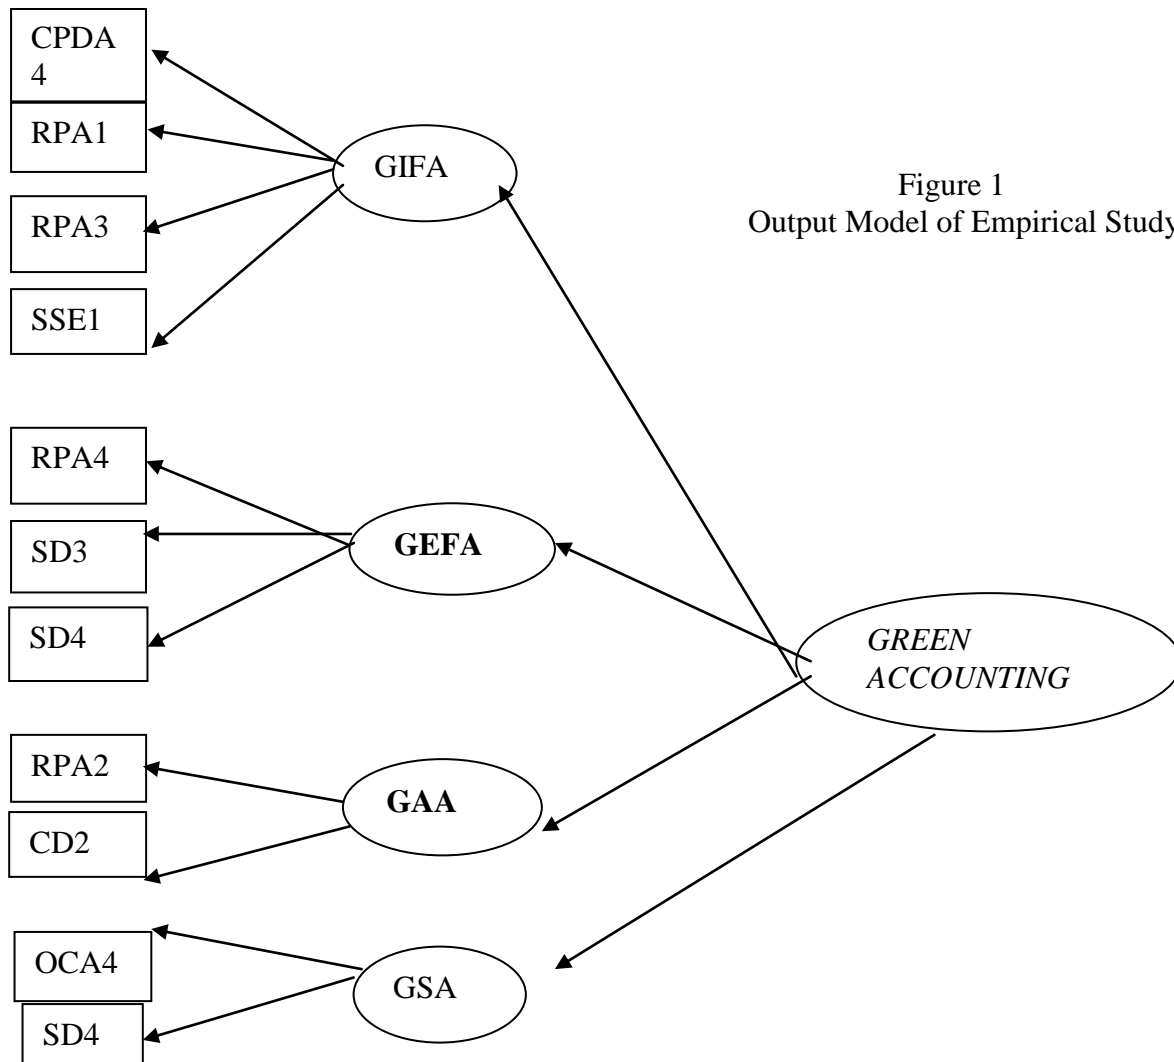 CPDA
4
RPA1
RPA3
SSE1
GIFA
Figure 1
Output Model of Empirical Study
RPA4
SD3
SD4
GEFA
GREEN
ACCOUNTING
RPA2
CD2
GAA
OCA4
SD4
GSA